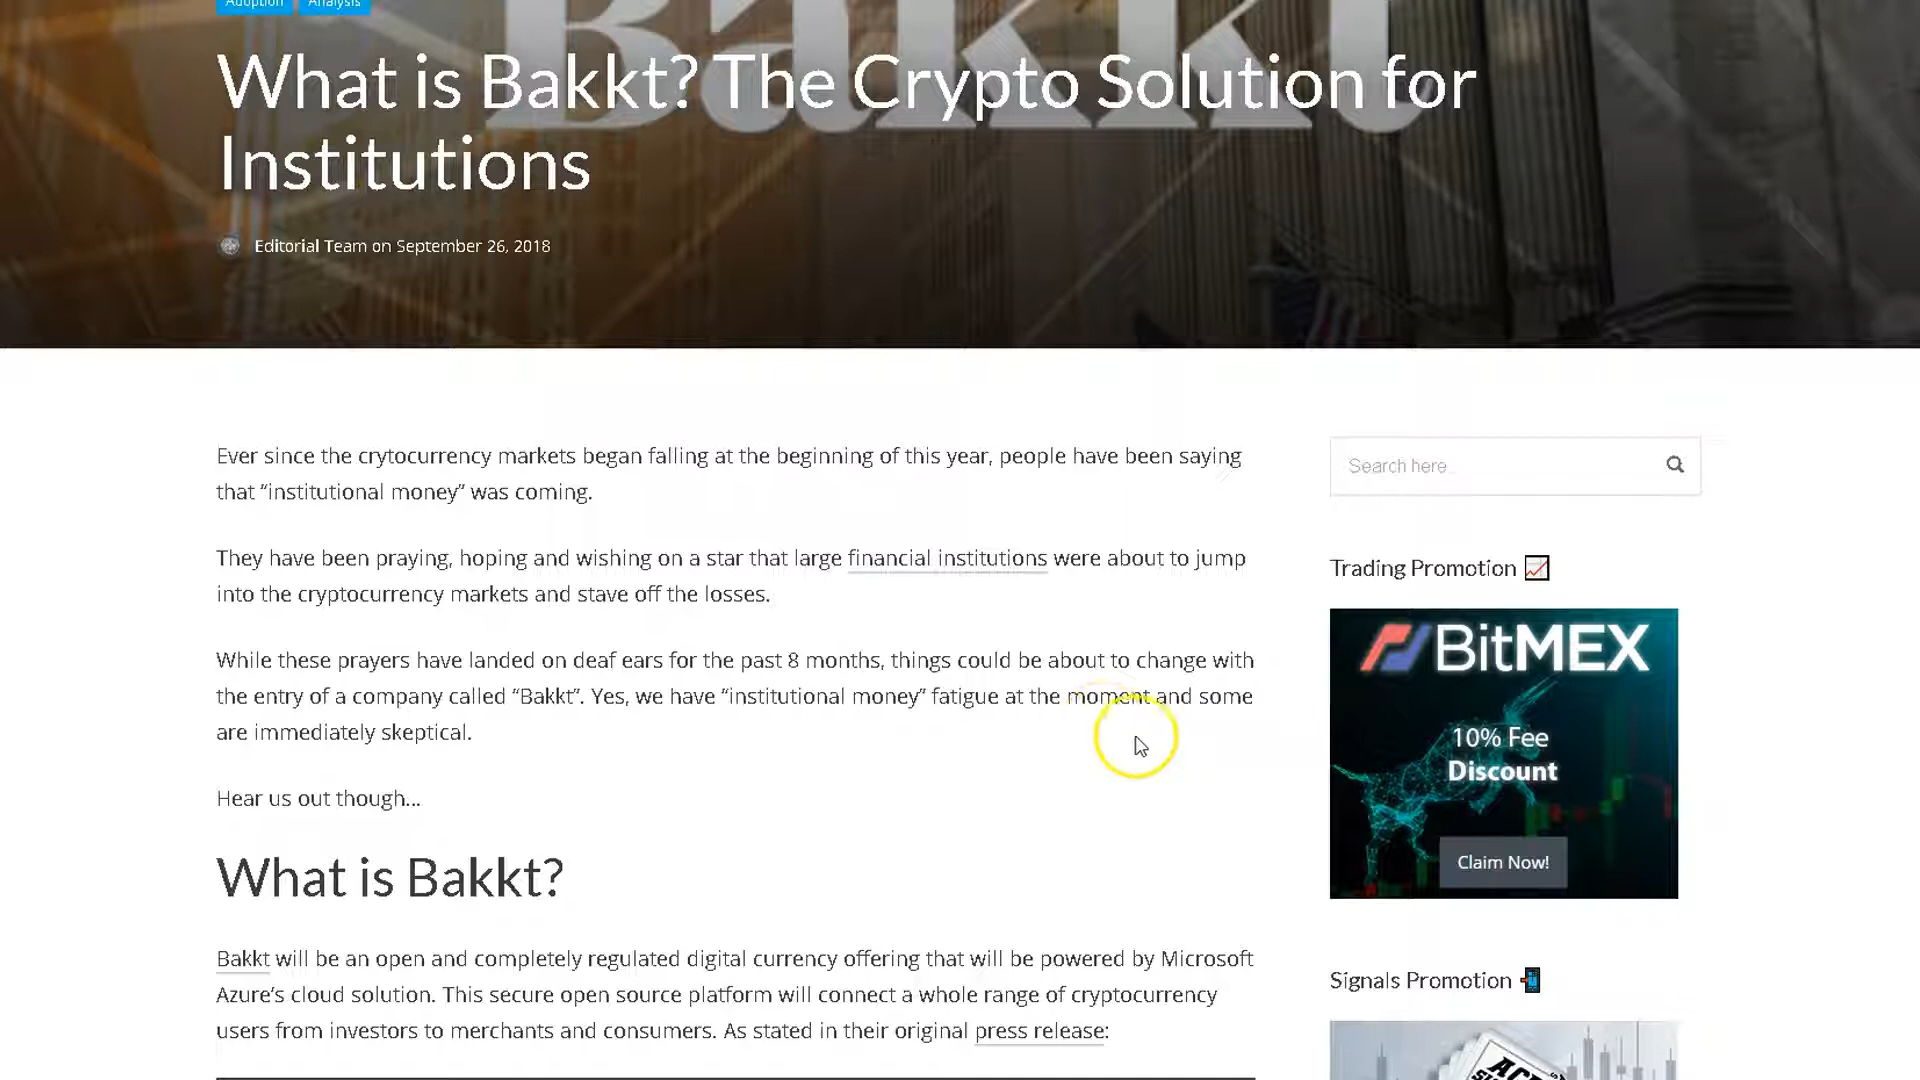 Adoption
Analysis
Bakkt
What is Bakkt? The Crypto Solution for
Institutions
Editorial Team on September 26, 2018
Ever since the crytocurrency markets began falling at the beginning of this year, people have been saying
that “institutional money” was coming.
They have been praying, hoping and wishing on a star that large financial institutions were about to jump
into the cryptocurrency markets and stave off the losses.
While these prayers have landed on deaf ears for the past 8 months, things could be about to change with
the entry of a company called “Bakkt”. Yes, we have “institutional money” fatigue at the moment and some
are immediately skeptical.
Hear us out though...
What is Bakkt?
Bakkt will be an open and completely regulated digital currency offering that will be powered by Microsoft
Azure’s cloud solution. This secure open source platform will connect a whole range of cryptocurrency
users from investors to merchants and consumers. As stated in their original press release:
Search here..
Trading Promotion
BitMEX
10% Fee
Discount
Claim Now!
Signals Promotion